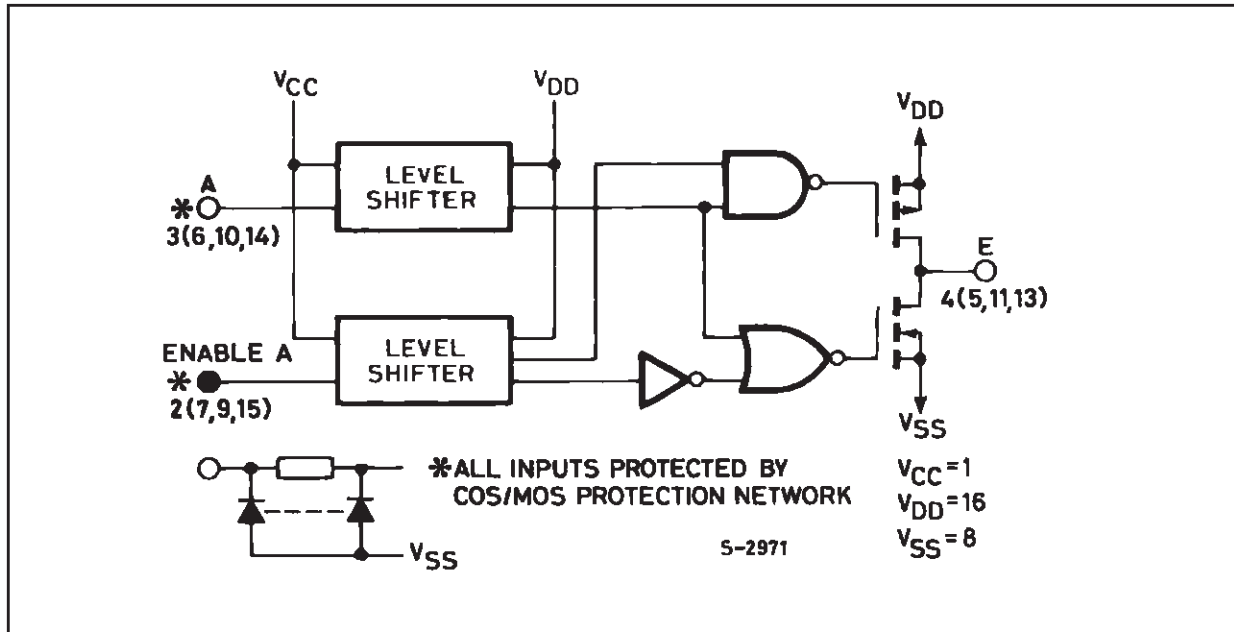 VCC
VDD
LEVEL
SHIFTER
VDD
A
*
3(6,10,14)
E
4(5,11,13)
ENABLE A
*
2(7,9,15)
LEVEL
SHIFTER
VSS
*ALL INPUTS PROTECTED BY
COS/MOS PROTECTION NETWORK
VSS
S-2971
VCC=1
VDD=16
VSS=8